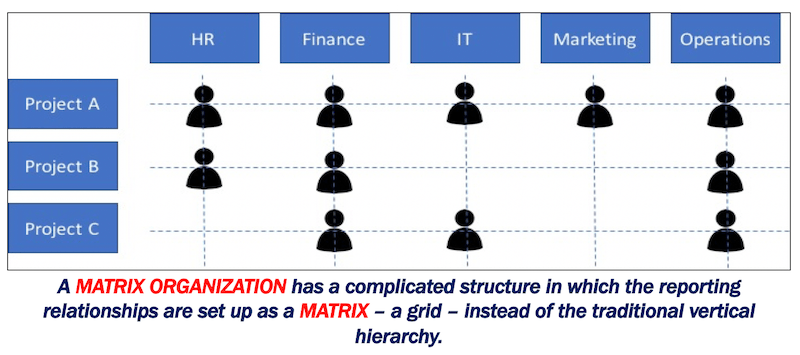 HR Finance IT Marketing Operations
Project A
Project B
Project C
A MATRIX ORGANIZATION has a complicated structure in which the reporting
relationships are set up as a MATRIX – a grid – instead of the traditional vertical
hierarchy.